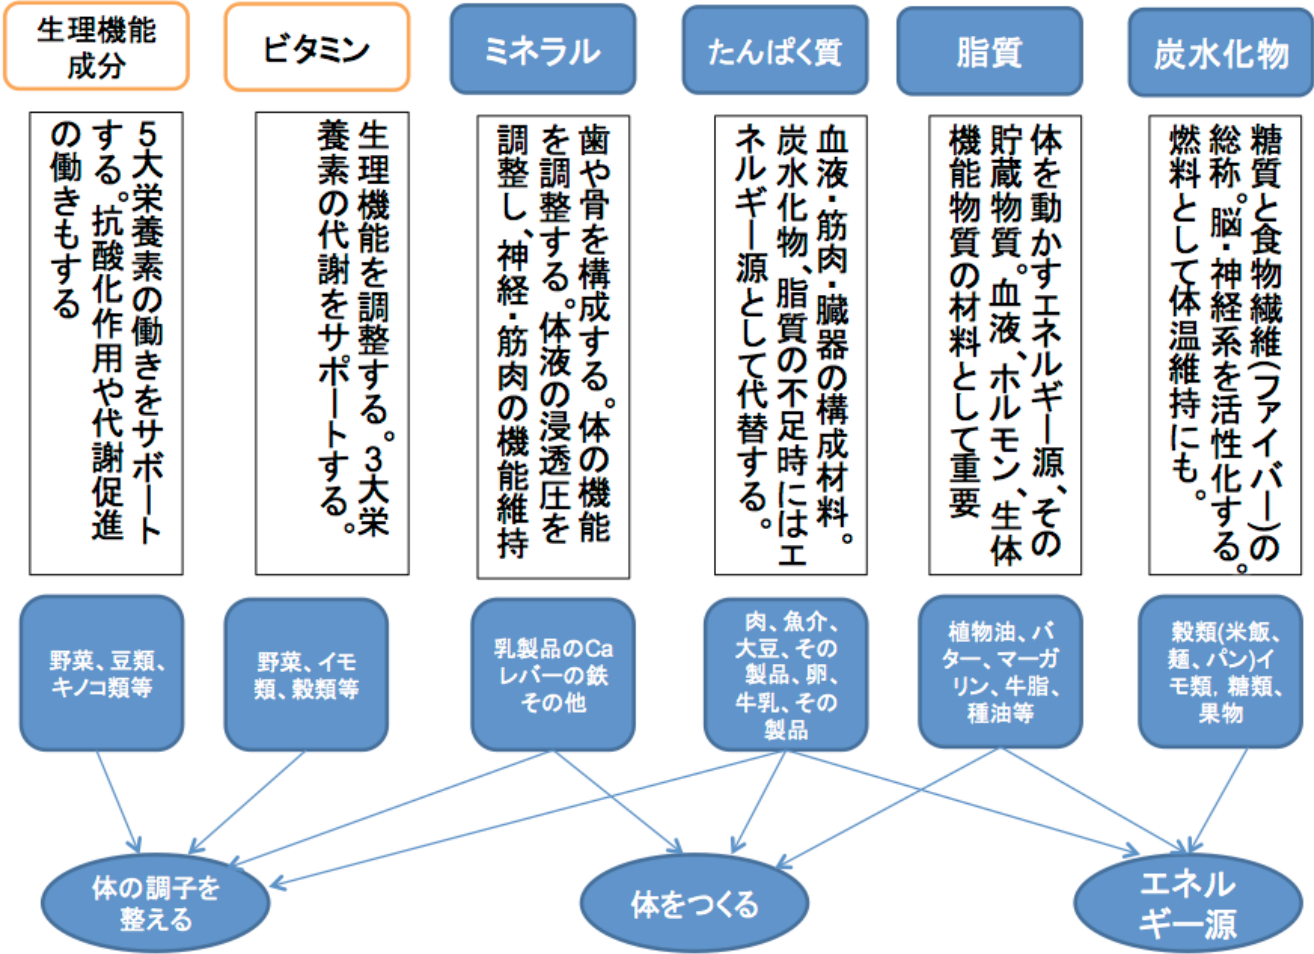 生理機能
成分
ビタミン
ミネラル
たんぱく質
脂質
炭水化物
5大栄養素の働きをサポート
する。抗酸化作用や代謝促進
の働きもする
生理機能を調整する。3大栄
養素の代謝をサポートする。
歯や骨を構成する。体の機能
を調整する。体液の浸透圧を
調整し、神経・筋肉の機能維持
血液・筋肉・臓器の構成材料。
炭水化物、脂質の不足時にはエ
ネルギー源として代替する。
体を動かすエネルギー源、その
貯蔵物質。血液、ホルモン、生体
機能物質の材料として重要
糖質と食物繊維(ファイバー)の
総称。脳・神経系を活性化する。
燃料として体温維持にも。
野菜、豆類、
キノコ類等
野菜、イモ
類、穀類等
乳製品のCa
レバーの鉄
その他
肉、魚介、
大豆、その
製品、卵、
牛乳、その
製品
植物油、バ
ター、マーガ
リン、牛脂、
種油等
穀類(米飯、
麺、パン)イ
モ類，糖類、
果物
体の調子を
整える
体をつくる
エネル
ギー源